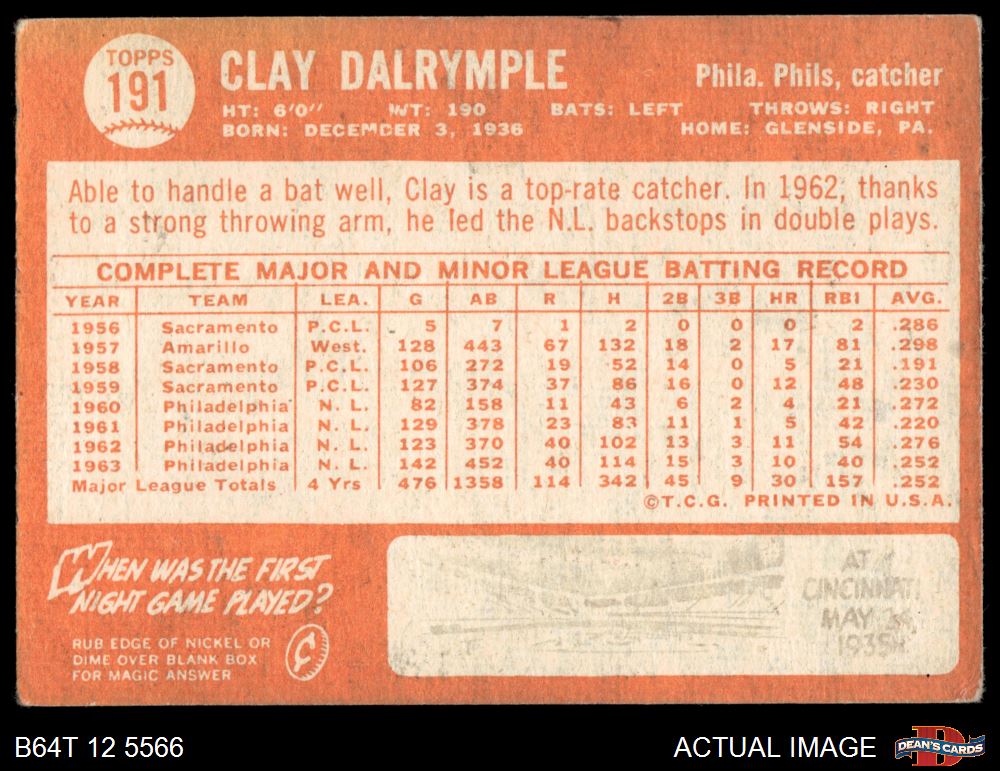 TOPPS
191
CLAY DALRYMPLE
Phila. Phils, catcher
HT: 6'0" WT: 190 BATS: LEFT THROWS: RIGHT
BORN: DECEMBER 3, 1936 HOME: GLENSIDE, PA.
Able to handle a bat well, Clay is a top-rate catcher. In 1962, thanks
to a strong throwing arm, he led the N.L. backstops in double plays.
COMPLETE MAJOR AND MINOR LEAGUE BATTING RECORD
YEAR TEAM LEA. G AB R H 2B 3B HR RBI AVG.
1956 Sacramento P.C.L. 5 7 1 2 0 0 0 2 .286
1957 Amarillo West. 128 443 67 132 18 2 17 81 .298
1958 Sacramento P.C.L. 106 272 19 52 14 0 5 21 .191
1959 Sacramento P.C.L. 127 374 37 86 16 0 12 48 .230
1960 Philadelphia N. L. 82 158 11 43 6 2 4 21 .272
1961 Philadelphia N. L. 129 378 23 83 11 1 5 42 .220
1962 Philadelphia N. L. 123 370 40 102 13 3 11 54 .276
1963 Philadelphia N. L. 142 452 40 114 15 3 10 40 .252
Major League Totals 4 Yrs 476 1358 114 342 45 9 30 157 .252
©T.C.G. PRINTED IN U.S.A.
WHEN WAS THE FIRST
NIGHT GAME PLAYED?
RUB EDGE OF NICKEL OR
DIME OVER BLANK BOX
FOR MAGIC ANSWER
AT
CINCINNATI
MAY
1935
B64T 12 5566
ACTUAL IMAGE
DEAN'S CARDS